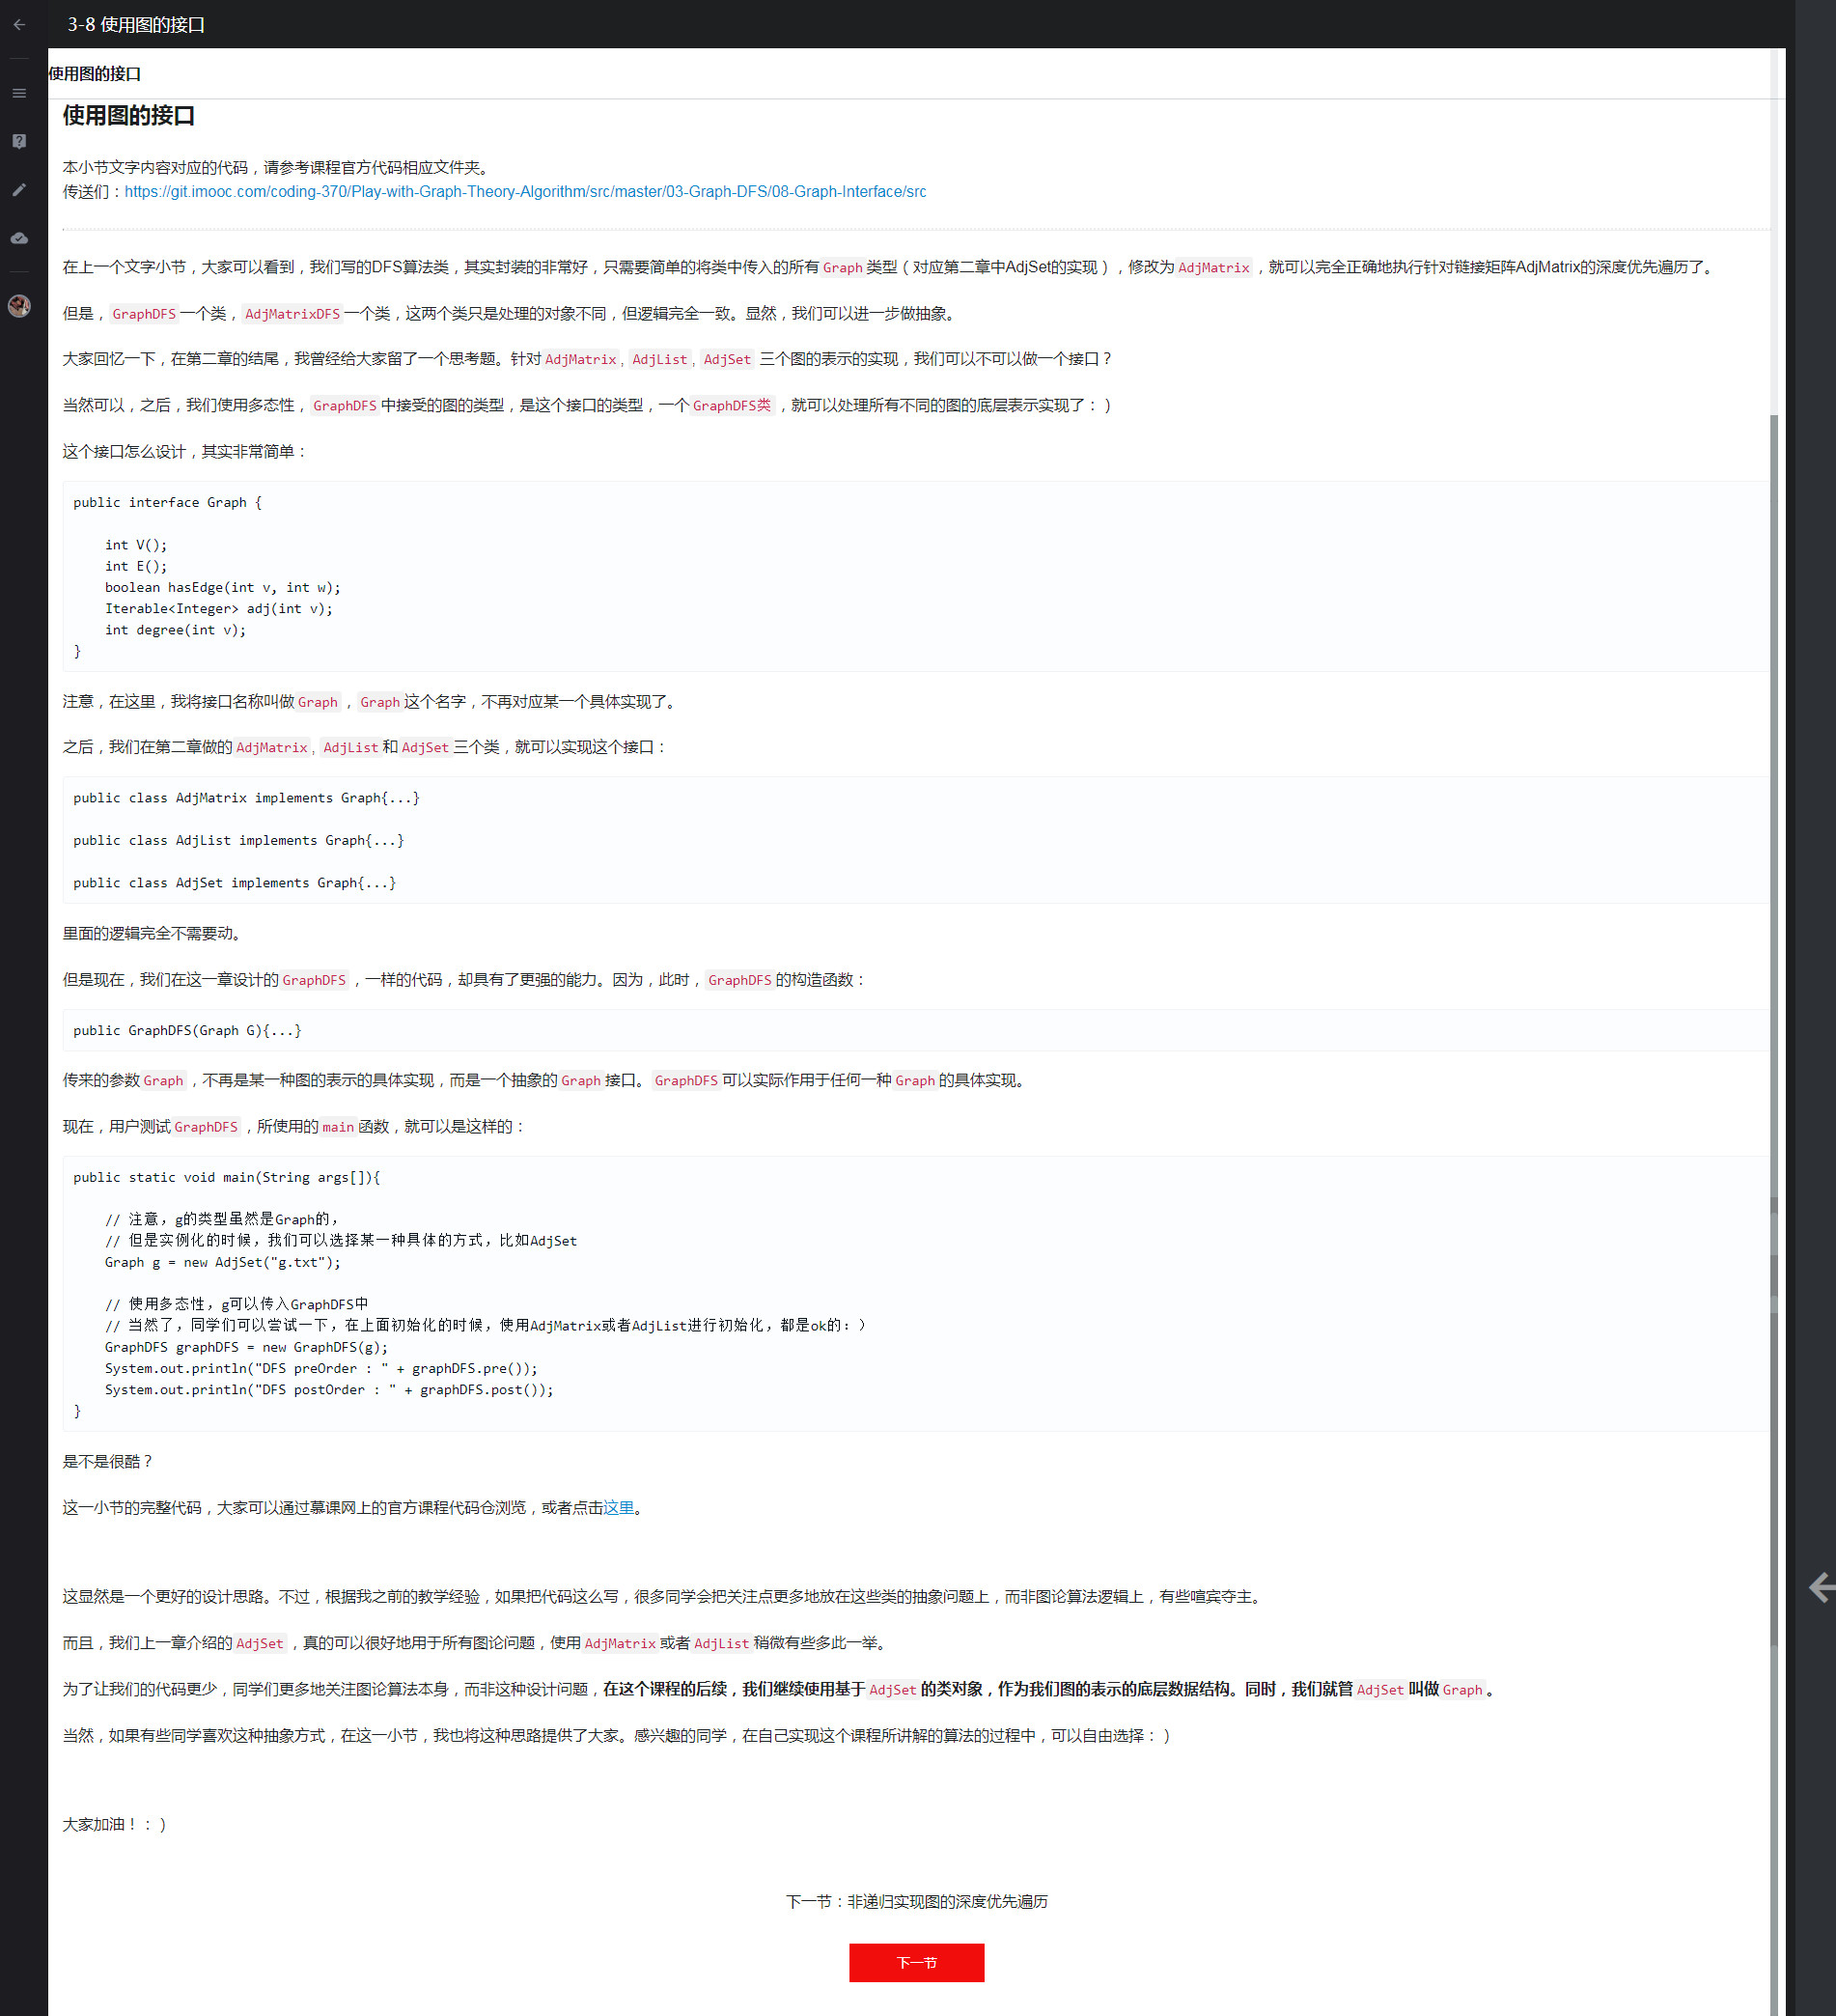 3-8 使用图的接口
使用图的接口
使用图的接口
本小节文字内容对应的代码，请参考课程官方代码相应文件夹。
传送们：https://git.imooc.com/coding-370/Play-with-Graph-Theory-Algorithm/src/master/03-Graph-DFS/08-Graph-Interface/src
在上一个文字小节，大家可以看到，我们写的DFS算法类，其实封装的非常好，只需要简单的将类中传入的所有 Graph 类型（对应第二章中AdjSet的实现），修改为 AdjMatrix ，就可以完全正确地执行针对链接矩阵AdjMatrix的深度优先遍历了。
但是， GraphDFS 一个类， AdjMatrixDFS 一个类，这两个类只是处理的对象不同，但逻辑完全一致。显然，我们可以进一步做抽象。
大家回忆一下，在第二章的结尾，我曾经给大家留了一个思考题。针对 AdjMatrix , AdjList , AdjSet 三个图的表示的实现，我们可以不可以做一个接口？
当然可以，之后，我们使用多态性， GraphDFS 中接受的图的类型，是这个接口的类型，一个 GraphDFS类 ，就可以处理所有不同的图的底层表示实现了：）
这个接口怎么设计，其实非常简单：
public interface Graph {
    int V();
    int E();
    boolean hasEdge(int v, int w);
    Iterable<Integer> adj(int v);
    int degree(int v);
}
注意，在这里，我将接口名称叫做 Graph ， Graph 这个名字，不再对应某一个具体实现了。
之后，我们在第二章做的 AdjMatrix , AdjList 和 AdjSet 三个类，就可以实现这个接口：
public class AdjMatrix implements Graph{...}
public class AdjList implements Graph{...}
public class AdjSet implements Graph{...}
里面的逻辑完全不需要动。
但是现在，我们在这一章设计的 GraphDFS ，一样的代码，却具有了更强的能力。因为，此时， GraphDFS 的构造函数：
public GraphDFS(Graph G){...}
传来的参数 Graph ，不再是某一种图的表示的具体实现，而是一个抽象的 Graph 接口。 GraphDFS 可以实际作用于任何一种 Graph 的具体实现。
现在，用户测试 GraphDFS ，所使用的 main 函数，就可以是这样的：
public static void main(String args[]){
    // 注意，g的类型虽然是Graph的，
    // 但是实例化的时候，我们可以选择某一种具体的方式，比如AdjSet
    Graph g = new AdjSet("g.txt");
    // 使用多态性，g可以传入GraphDFS中
    // 当然了，同学们可以尝试一下，在上面初始化的时候，使用AdjMatrix或者AdjList进行初始化，都是ok的：）
    GraphDFS graphDFS = new GraphDFS(g);
    System.out.println("DFS preOrder : " + graphDFS.pre());
    System.out.println("DFS postOrder : " + graphDFS.post());
}
是不是很酷？
这一小节的完整代码，大家可以通过慕课网上的官方课程代码仓浏览，或者点击这里。
这显然是一个更好的设计思路。不过，根据我之前的教学经验，如果把代码这么写，很多同学会把关注点更多地放在这些类的抽象问题上，而非图论算法逻辑上，有些喧宾夺主。
而且，我们上一章介绍的 AdjSet ，真的可以很好地用于所有图论问题，使用 AdjMatrix 或者 AdjList 稍微有些多此一举。
为了让我们的代码更少，同学们更多地关注图论算法本身，而非这种设计问题，在这个课程的后续，我们继续使用基于 AdjSet 的类对象，作为我们图的表示的底层数据结构。同时，我们就管 AdjSet 叫做 Graph 。
当然，如果有些同学喜欢这种抽象方式，在这一小节，我也将这种思路提供了大家。感兴趣的同学，在自己实现这个课程所讲解的算法的过程中，可以自由选择：）
大家加油！：）
下一节：非递归实现图的深度优先遍历
下一节